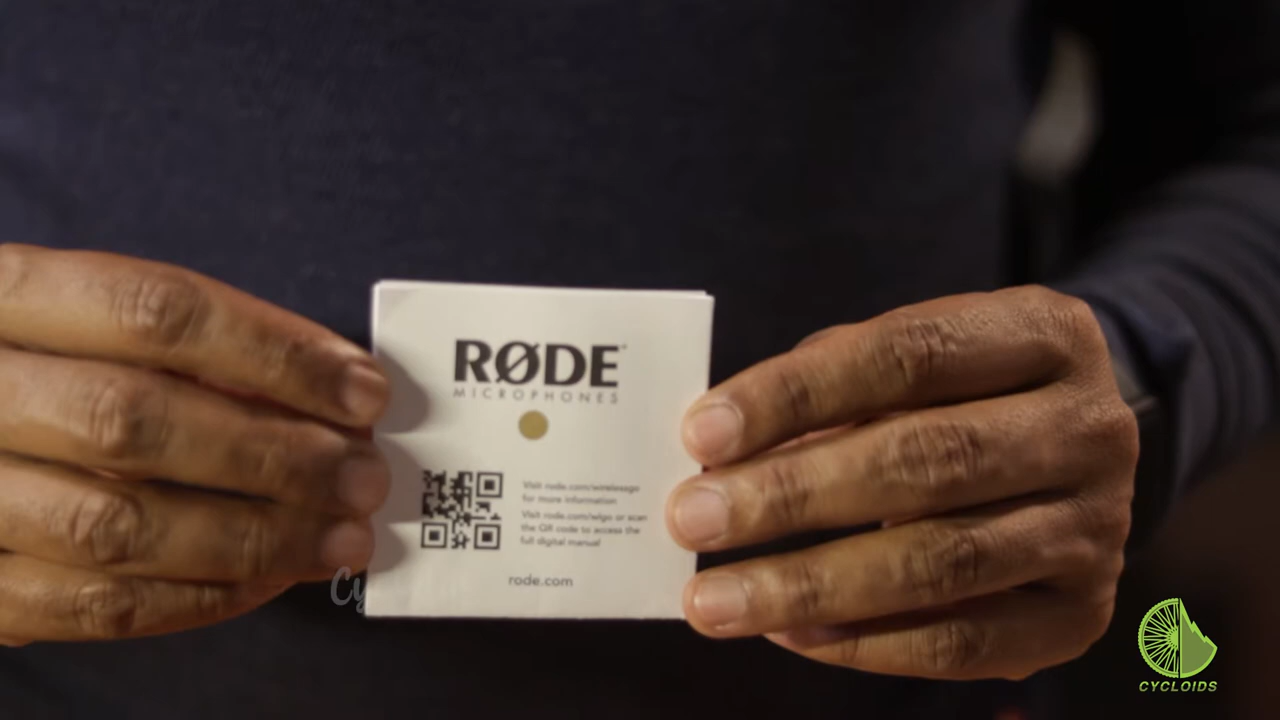 RØDE
MICROPHONES
Visit rode.com/wirelessgo
for more information
Visit rode.com/wigo or scan
the QR code to access the
full digital manual
rode.com
Cy
CYCLOIDS